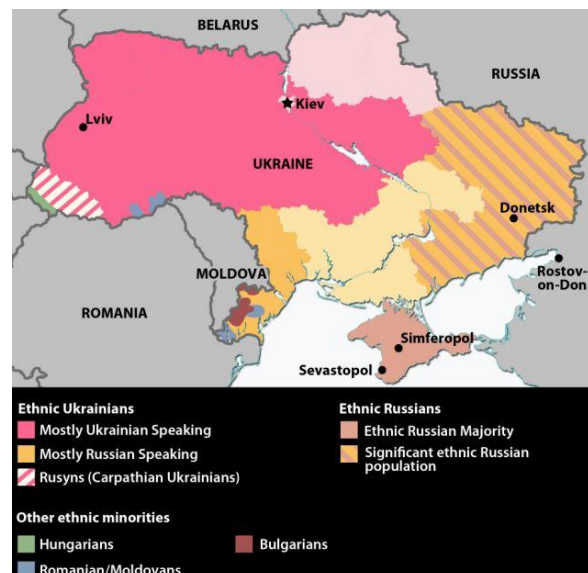 BELARUS
RUSSIA
Kiev
Lviv
UKRAINE
Donetsk
MOLDOVA
Rostov-
on-Don
ROMANIA
Simferopol
Sevastopol
Ethnic Ukrainians
Mostly Ukrainian Speaking
Mostly Russian Speaking
Rusyns (Carpathian Ukrainians)
Ethnic Russians
Ethnic Russian Majority
Significant ethnic Russian
population
Other ethnic minorities
Hungarians
Bulgarians
Romanian/Moldovans